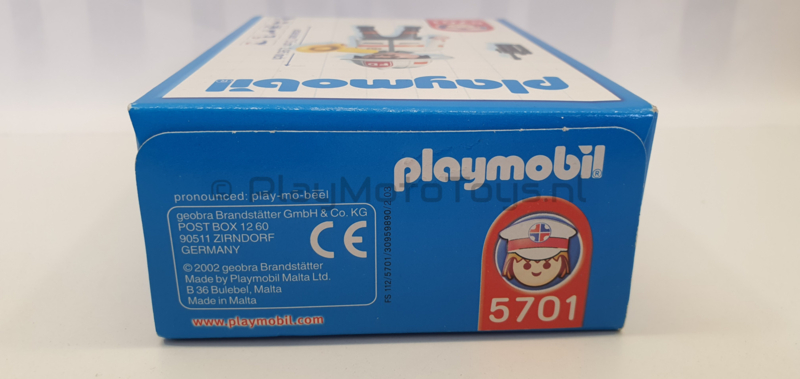 playmobil
playmobil
© PlayMoToys.nl
pronounced: play-mo-beel
geobra Brandstätter GmbH & Co. KG
POST BOX 12 60
90511 ZIRNDORF
GERMANY
CE
© 2002 geobra Brandstätter
Made by Playmobil Malta Ltd.
B 36 Bulebel, Malta
Made in Malta
www.playmobil.com
5701